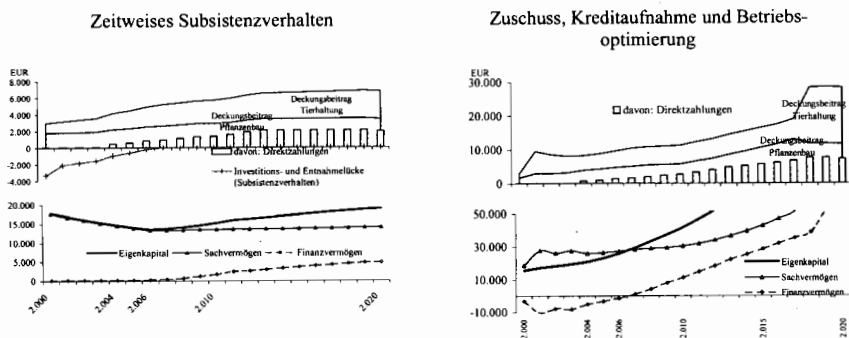 Zeitweises Subsistenzverhalten
EUR
8.000
6.000
4.000
2.000
0
-2.000
-4.000
Deckungsbeitrag
Tierhaltung
Deckungsbeitrag
Pflanzenbau
davon: Direktzahlungen
Investitions- und Entnahmelücke
(Subsistenzverhalten)
20.000
15.000
10.000
5.000
0
Eigenkapital
Sachvermögen
Finanzvermögen
2.000
2.004
2.006
2.010
2.020
Zuschuss, Kreditaufnahme und Betriebs-
optimierung
EUR
30.000
20.000
10.000
0
davon: Direktzahlungen
Deckungsbeitrag
Tierhaltung
Deckungsbeitrag
Pflanzenbau
50.000
30.000
10.000
-10.000
Eigenkapital
Sachvermögen
Finanzvermögen
2.000
2.004
2.006
2.010
2.015
2.020